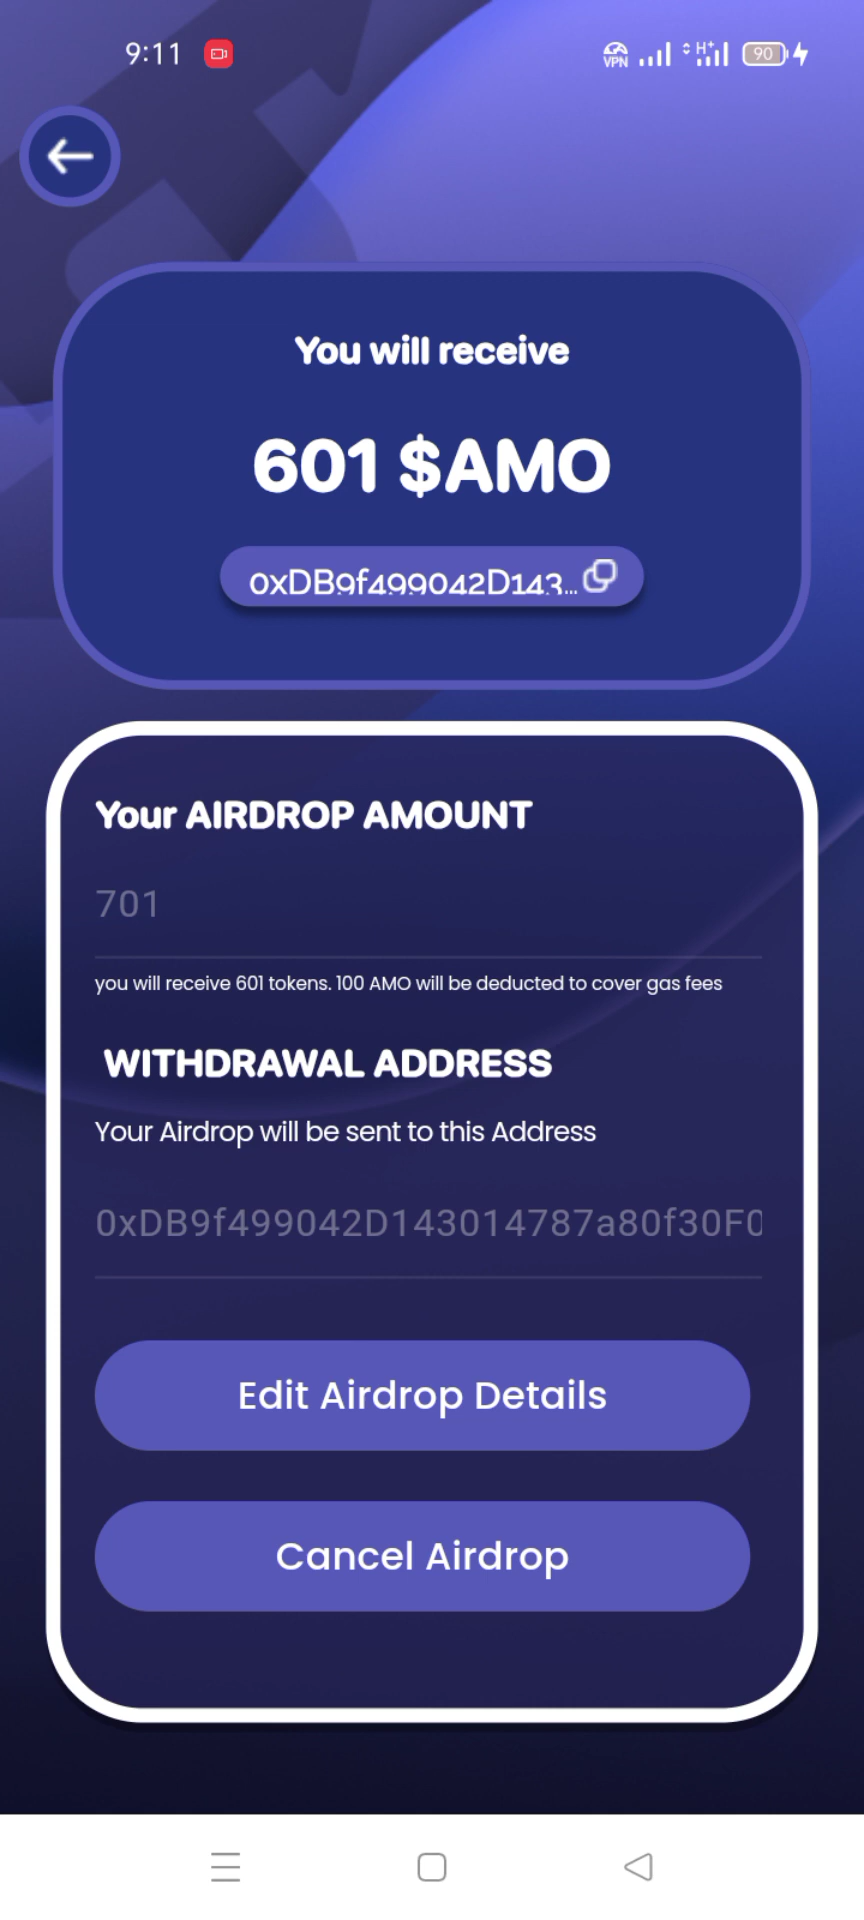 9:11
VPN H+ 90
You will receive
601 $AMO
0xDB9f499042D143...
Your AIRDROP AMOUNT
701
you will receive 601 tokens. 100 AMO will be deducted to cover gas fees
WITHDRAWAL ADDRESS
Your Airdrop will be sent to this Address
0xDB9f499042D143014787a80f30F0
Edit Airdrop Details
Cancel Airdrop